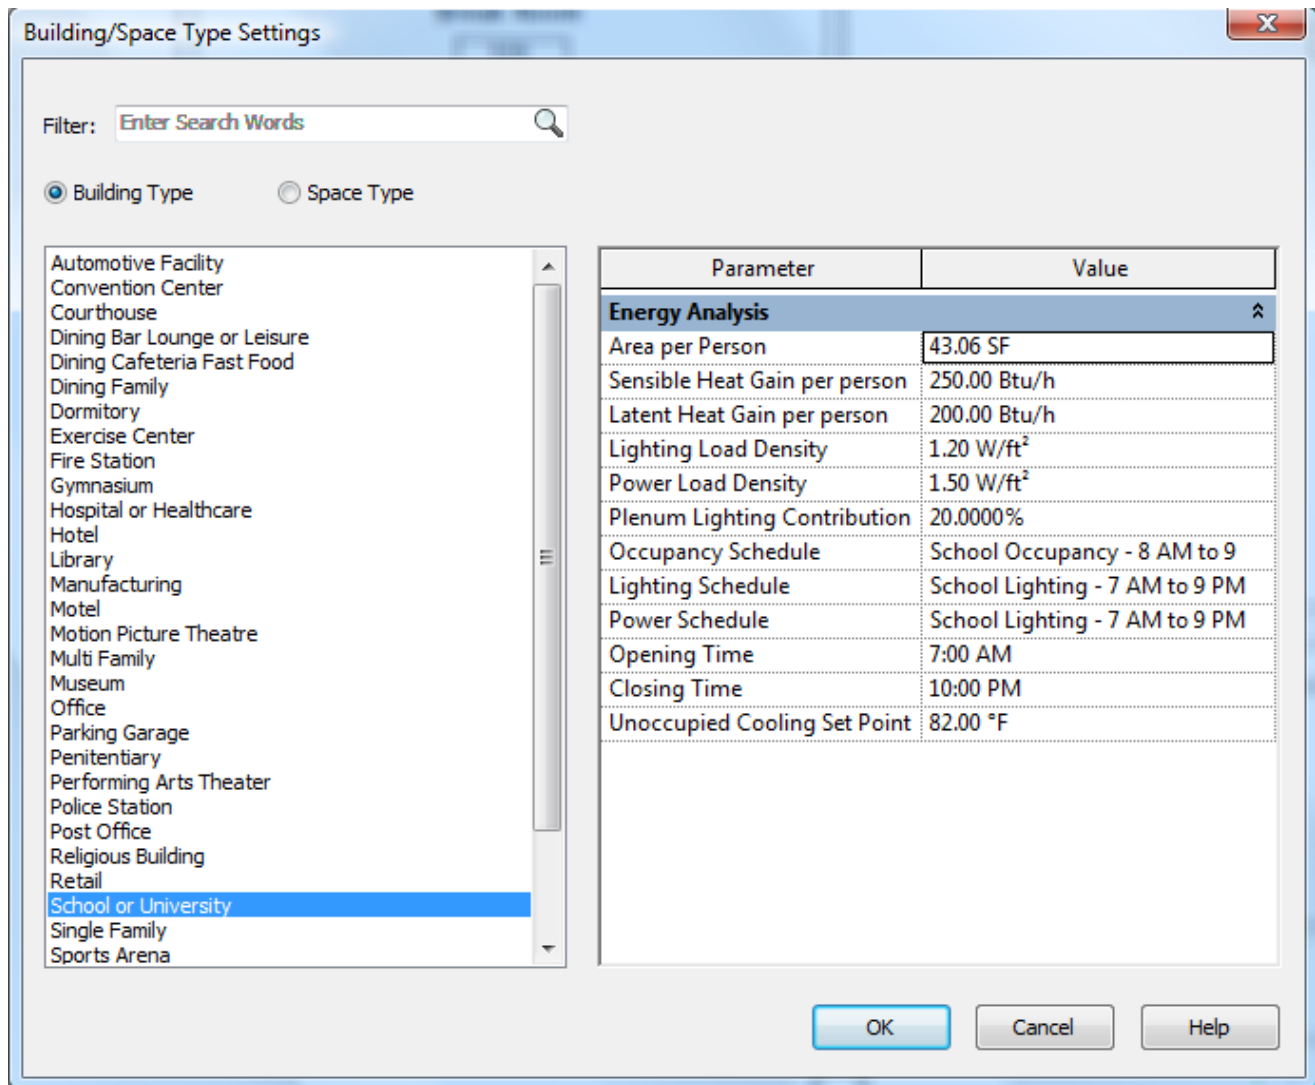 Building/Space Type Settings
Filter: Enter Search Words
Building Type Space Type
Automotive Facility
Convention Center
Courthouse
Dining Bar Lounge or Leisure
Dining Cafeteria Fast Food
Dining Family
Dormitory
Exercise Center
Fire Station
Gymnasium
Hospital or Healthcare
Hotel
Library
Manufacturing
Motel
Motion Picture Theatre
Multi Family
Museum
Office
Parking Garage
Penitentiary
Performing Arts Theater
Police Station
Post Office
Religious Building
Retail
School or University
Single Family
Sports Arena
Parameter Value
Energy Analysis
Area per Person 43.06 SF
Sensible Heat Gain per person 250.00 Btu/h
Latent Heat Gain per person 200.00 Btu/h
Lighting Load Density 1.20 W/ft²
Power Load Density 1.50 W/ft²
Plenum Lighting Contribution 20.0000%
Occupancy Schedule School Occupancy - 8 AM to 9
Lighting Schedule School Lighting - 7 AM to 9 PM
Power Schedule School Lighting - 7 AM to 9 PM
Opening Time 7:00 AM
Closing Time 10:00 PM
Unoccupied Cooling Set Point 82.00 °F
OK Cancel Help